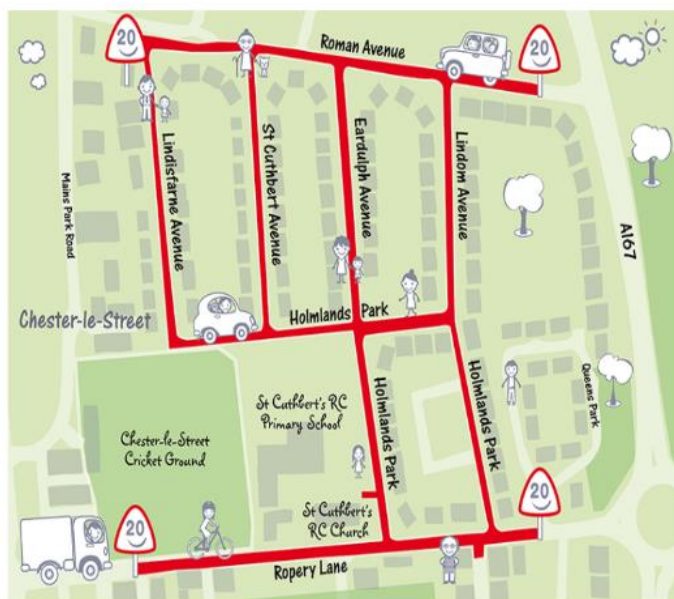 20
Roman Avenue
20
Lindisfarne Avenue
St Cuthbert Avenue
Eardulph Avenue
Lindom Avenue
Mains Park Road
A167
Chester-le-Street
Holmlands Park
St Cuthbert's RC
Primary School
Chester-le-Street
Cricket Ground
Holmlands Park
Holmlands Park
Queens Park
St Cuthbert's
RC Church
20
20
Ropery Lane